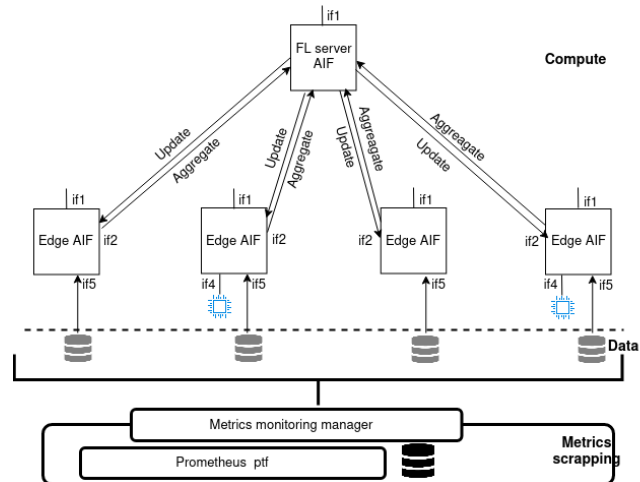 if1
FL server
AIF
Compute
Update
Aggregate
Update
Aggregate
Aggreagate
Update
Aggreagate
Update
if1
Edge AIF
if2
if5
if1
Edge AIF
if2
if4
if5
if1
Edge AIF
if2
if5
if1
Edge AIF
if2
if4
if5
Data
Metrics monitoring manager
Prometheus ptf
Metrics
scrapping